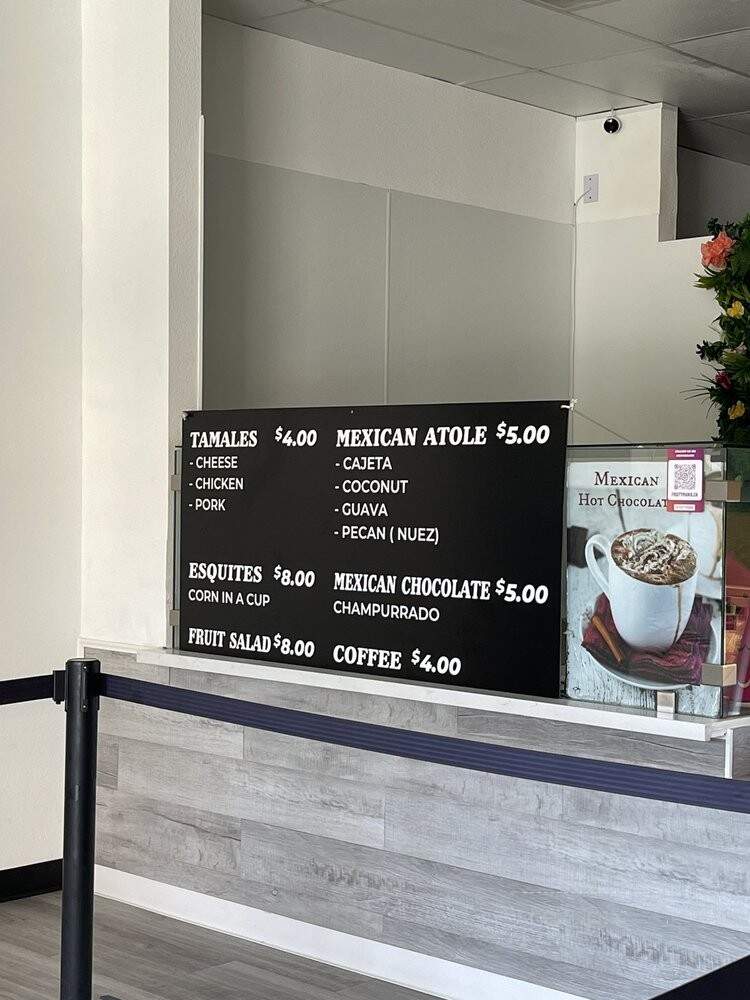 TAMALES $4.00
- CHEESE
- CHICKEN
- PORK
ESQUITES $8.00
CORN IN A CUP
FRUIT SALAD $8.00
MEXICAN ATOLE $5.00
- CAJETA
- COCONUT
- GUAVA
- PECAN ( NUEZ)
MEXICAN CHOCOLATE $5.00
CHAMPURRADO
COFFEE $4.00
MEXICAN
HOT CHOCOLAT